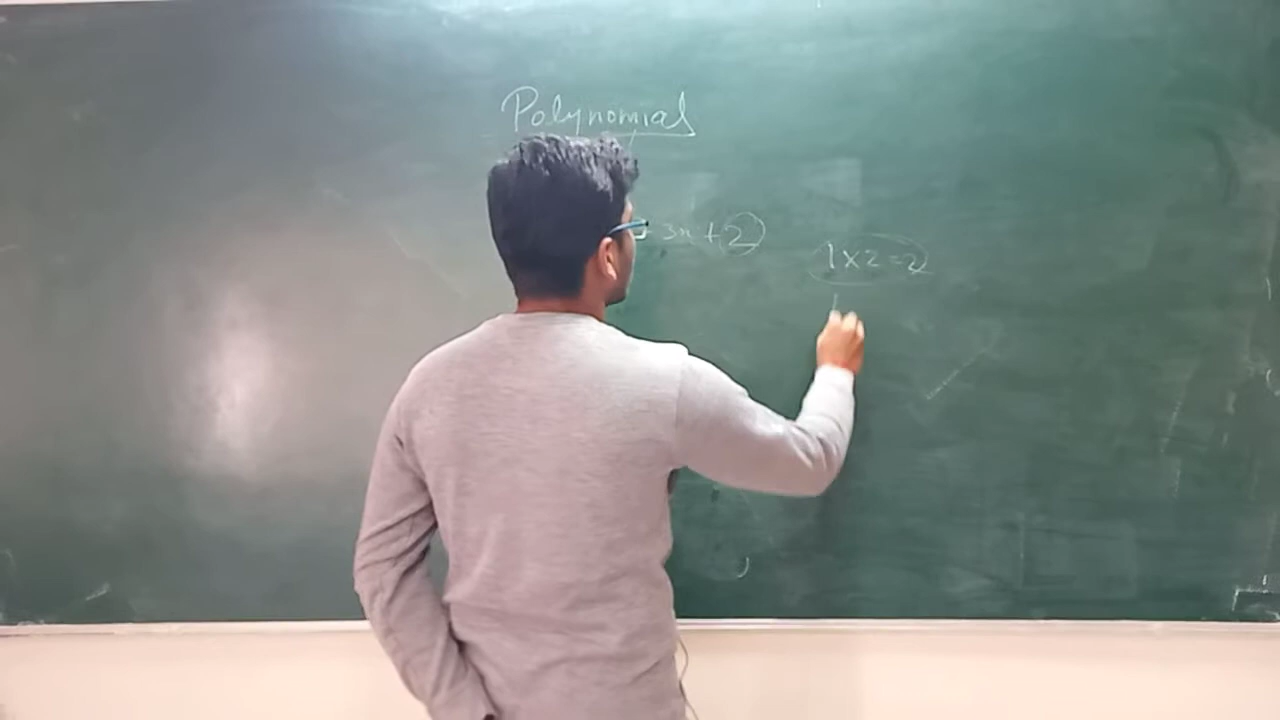 Polynomial
- 3x + 2
1 x 2 = 2